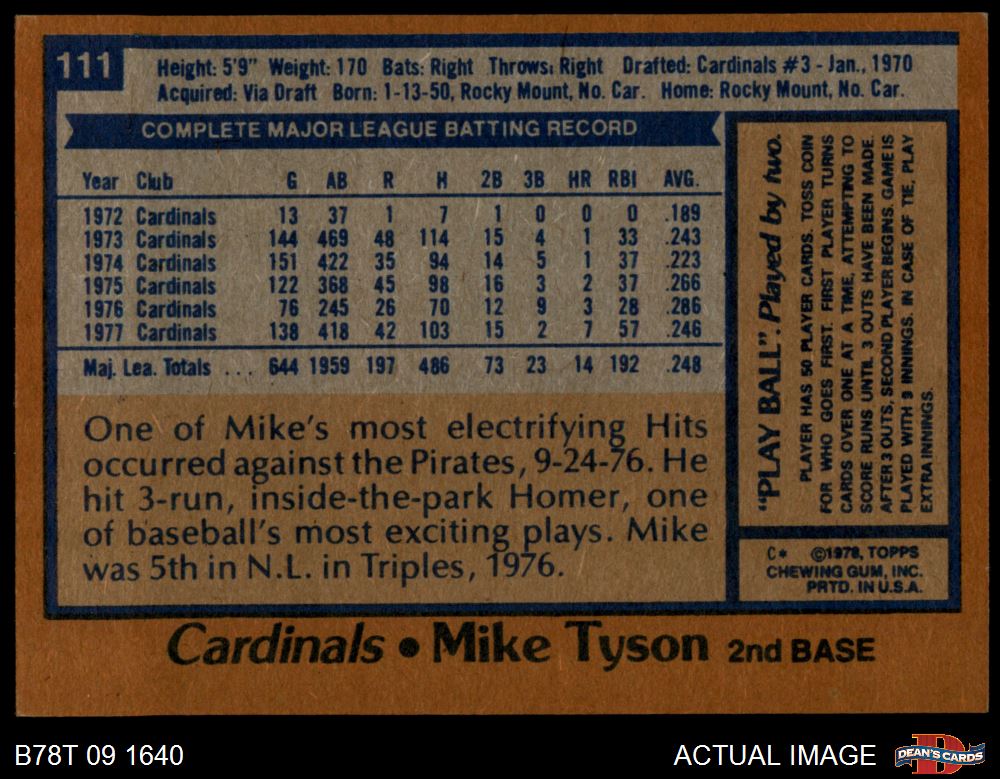 111
Height: 5'9" Weight: 170 Bats: Right Throws: Right Drafted: Cardinals #3 - Jan., 1970
Acquired: Via Draft Born: 1-13-50, Rocky Mount, No. Car. Home: Rocky Mount, No. Car.
COMPLETE MAJOR LEAGUE BATTING RECORD
Year Club G AB R H 2B 3B HR RBI AVG.
1972 Cardinals 13 37 1 7 1 0 0 0 .189
1973 Cardinals 144 469 48 114 15 4 1 33 .243
1974 Cardinals 151 422 35 94 14 5 1 37 .223
1975 Cardinals 122 368 45 98 16 3 2 37 .266
1976 Cardinals 76 245 26 70 12 9 3 28 .286
1977 Cardinals 138 418 42 103 15 2 7 57 .246
Maj. Lea. Totals .... 644 1959 197 486 73 23 14 192 .248
One of Mike's most electrifying Hits
occurred against the Pirates, 9-24-76. He
hit 3-run, inside-the-park Homer, one
of baseball's most exciting plays. Mike
was 5th in N.L. in Triples, 1976.
"PLAY BALL". Played by two.
PLAYER HAS 50 PLAYER CARDS. TOSS COIN
FOR WHO GOES FIRST. FIRST PLAYER TURNS
CARDS OVER ONE AT A TIME, ATTEMPTING TO
SCORE RUNS UNTIL 3 OUTS HAVE BEEN MADE.
AFTER 3 OUTS, SECOND PLAYER BEGINS. GAME IS
PLAYED WITH 9 INNINGS. IN CASE OF TIE, PLAY
EXTRA INNINGS.
C* ©1978, TOPPS
CHEWING GUM, INC.
PRTD. IN U.S.A.
Cardinals • Mike Tyson 2nd BASE
B78T 09 1640
ACTUAL IMAGE
D
DEAN'S CARDS